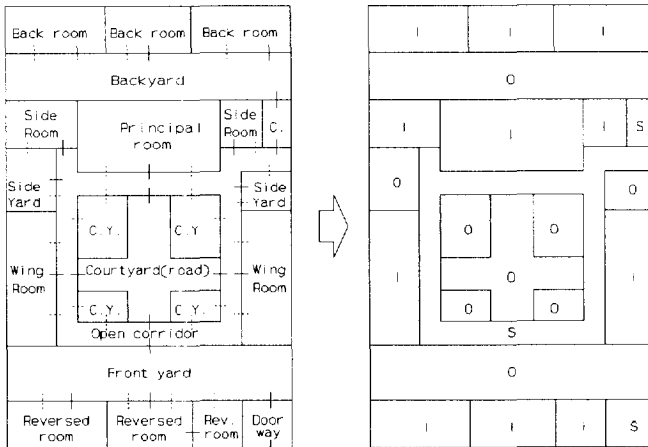 Back room Back room Back room
Backyard
Side
Room
Principal
room
Side
Room
C.
Side
Yard
Side
Yard
C.Y. C.Y
Wing
Room
Courtyard(road)
Wing
Room
C.Y. C.Y.
Open corridor
Front yard
Reversed
room
Reversed
room
Rev.
room
Door
way
I I I
O
I I I S
O O
O O
I O I
O O
S
O
I I I S